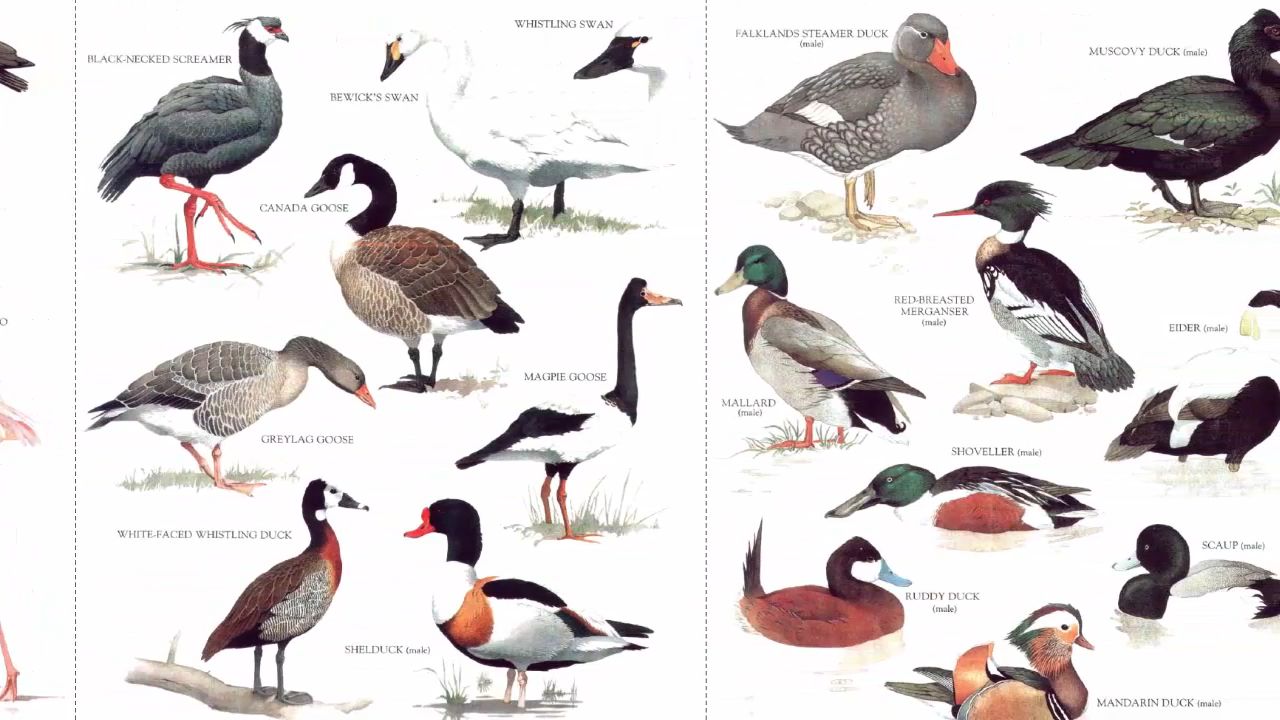 WHISTLING SWAN
BLACK-NECKED SCREAMER
BEWICK'S SWAN
CANADA GOOSE
MAGPIE GOOSE
GREYLAG GOOSE
WHITE-FACED WHISTLING DUCK
SHELDUCK (male)
FALKLANDS STEAMER DUCK
(male)
MUSCOVY DUCK (male)
RED-BREASTED
MERGANSER
(male)
EIDER (male)
MALLARD
(male)
SHOVELLER (male)
SCAUP (male)
RUDDY DUCK
(male)
MANDARIN DUCK (male)
O